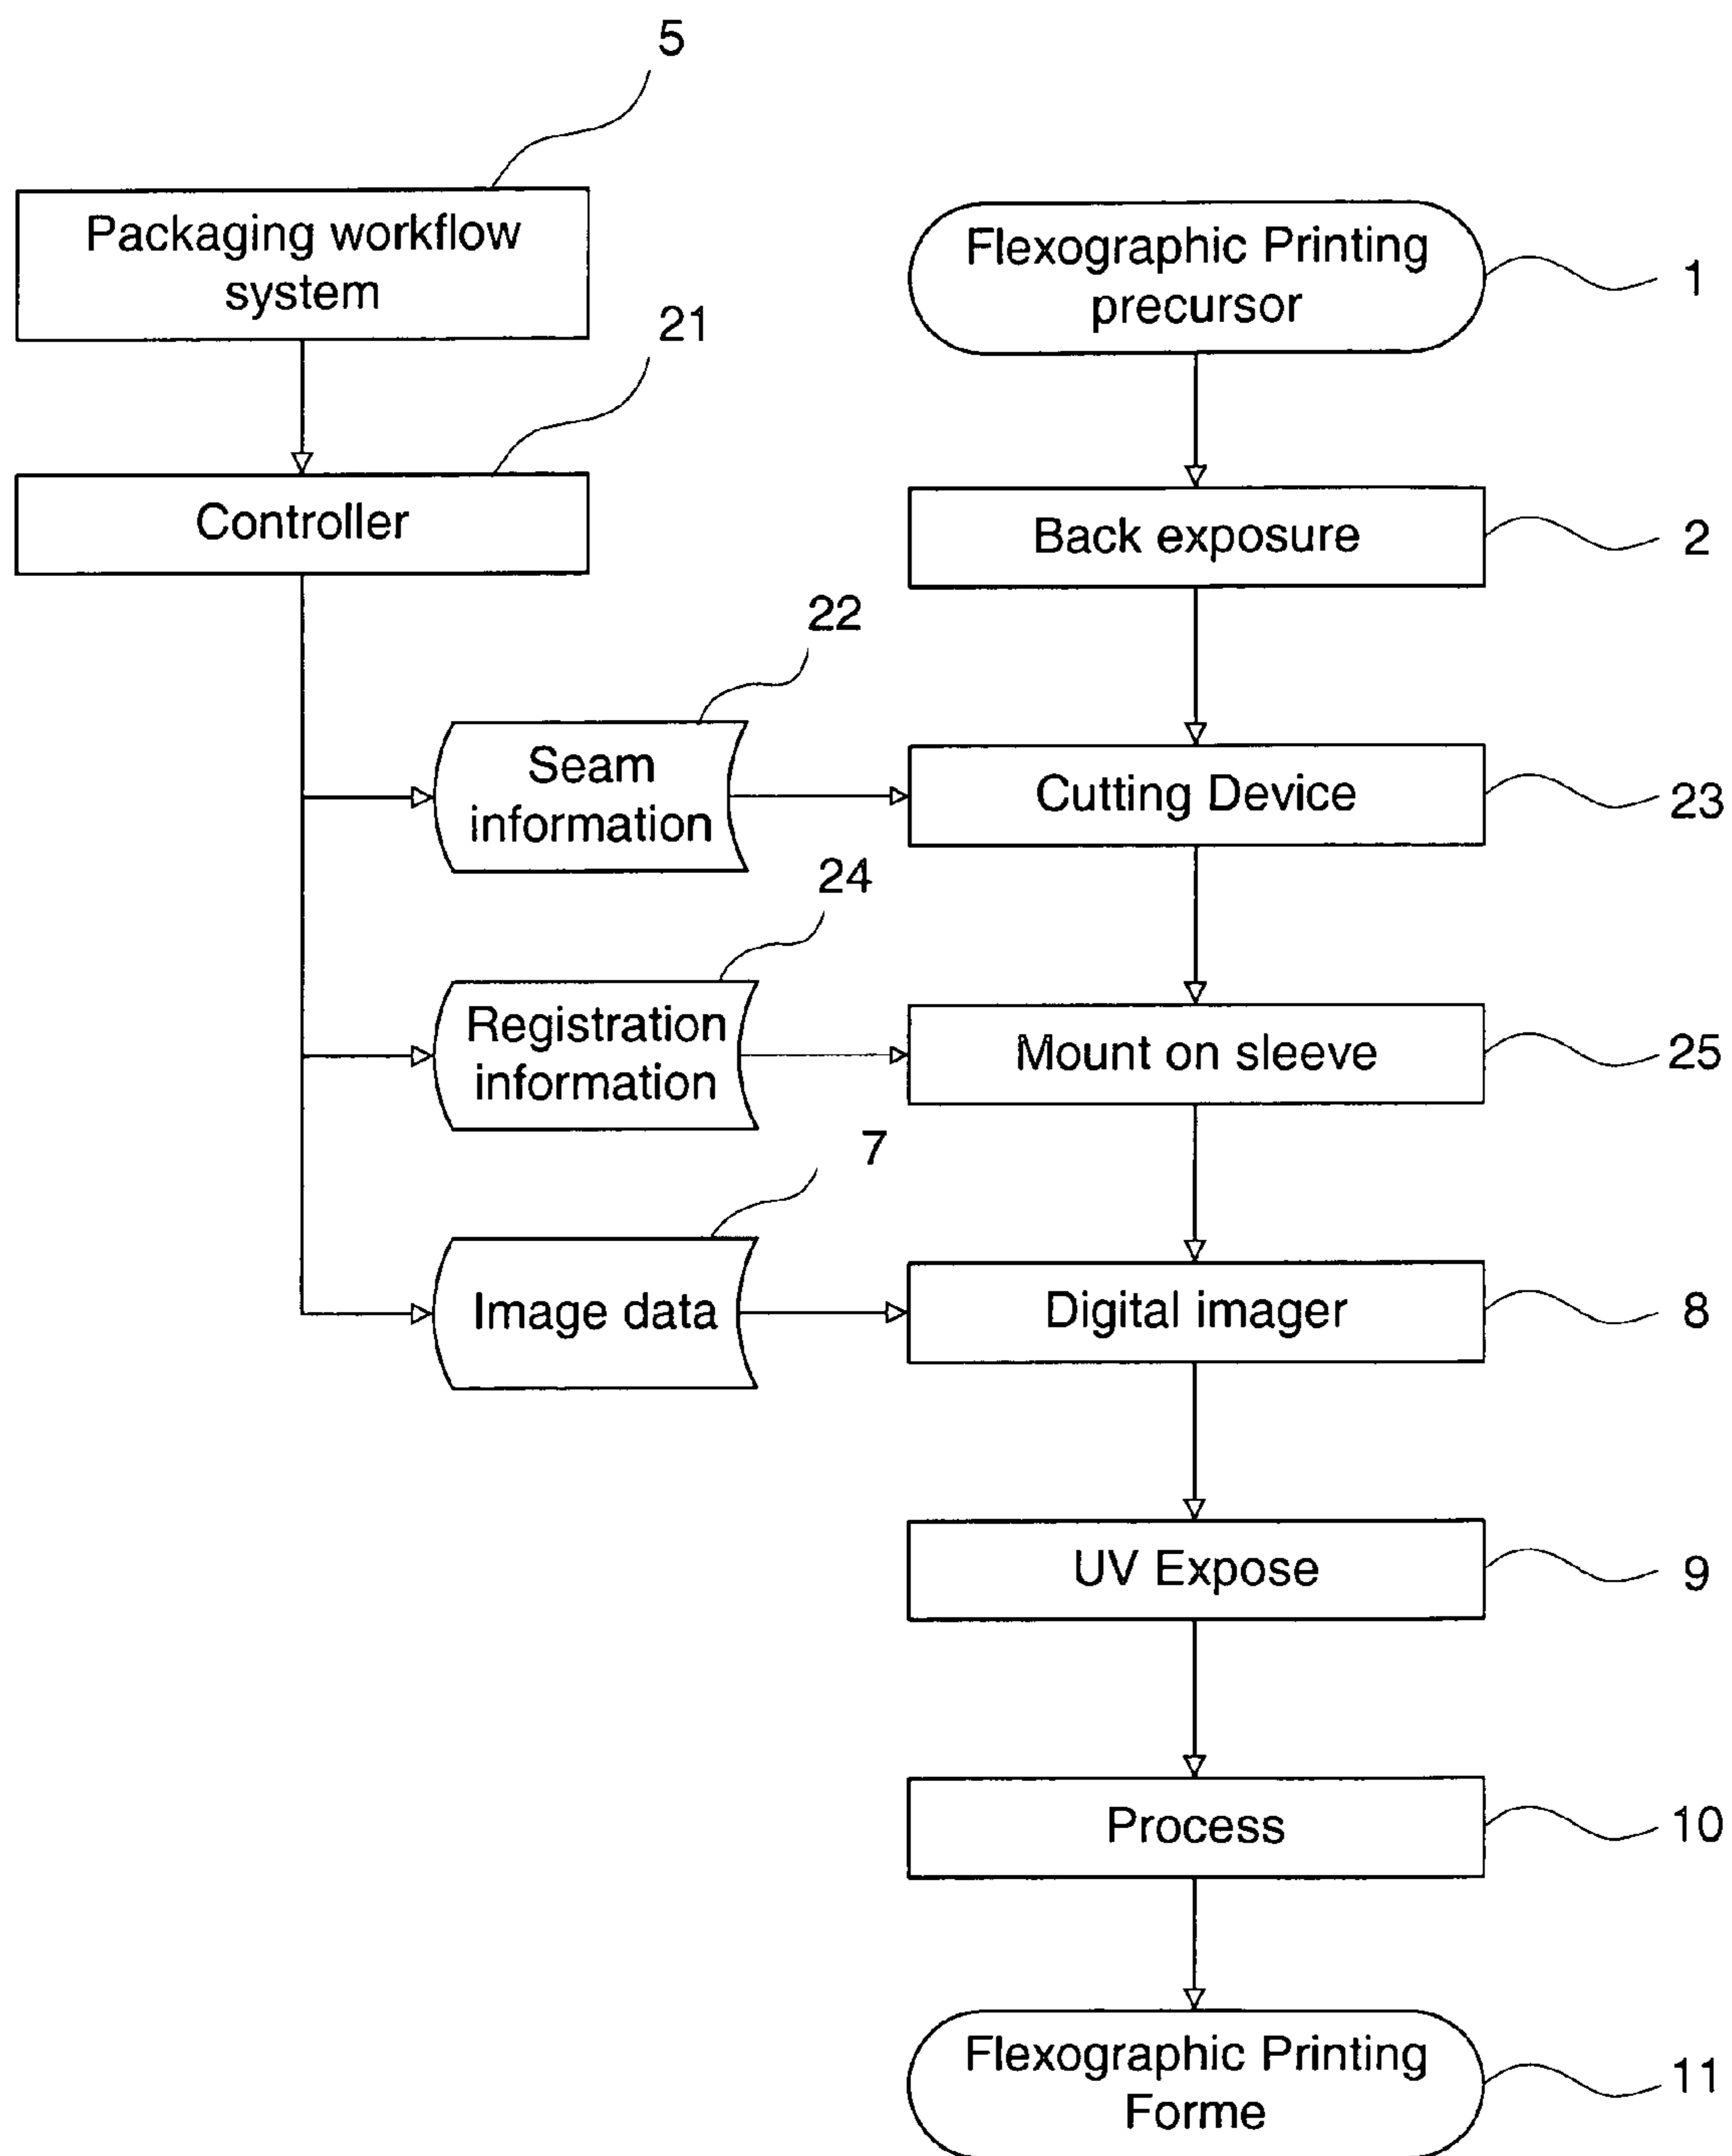 5
Packaging workflow
system
Flexographic Printing
precursor
1
21
Controller
Back exposure
2
22
Seam
information
Cutting Device
23
24
Registration
information
Mount on sleeve
25
7
Image data
Digital imager
8
UV Expose
9
Process
10
Flexographic Printing
Forme
11